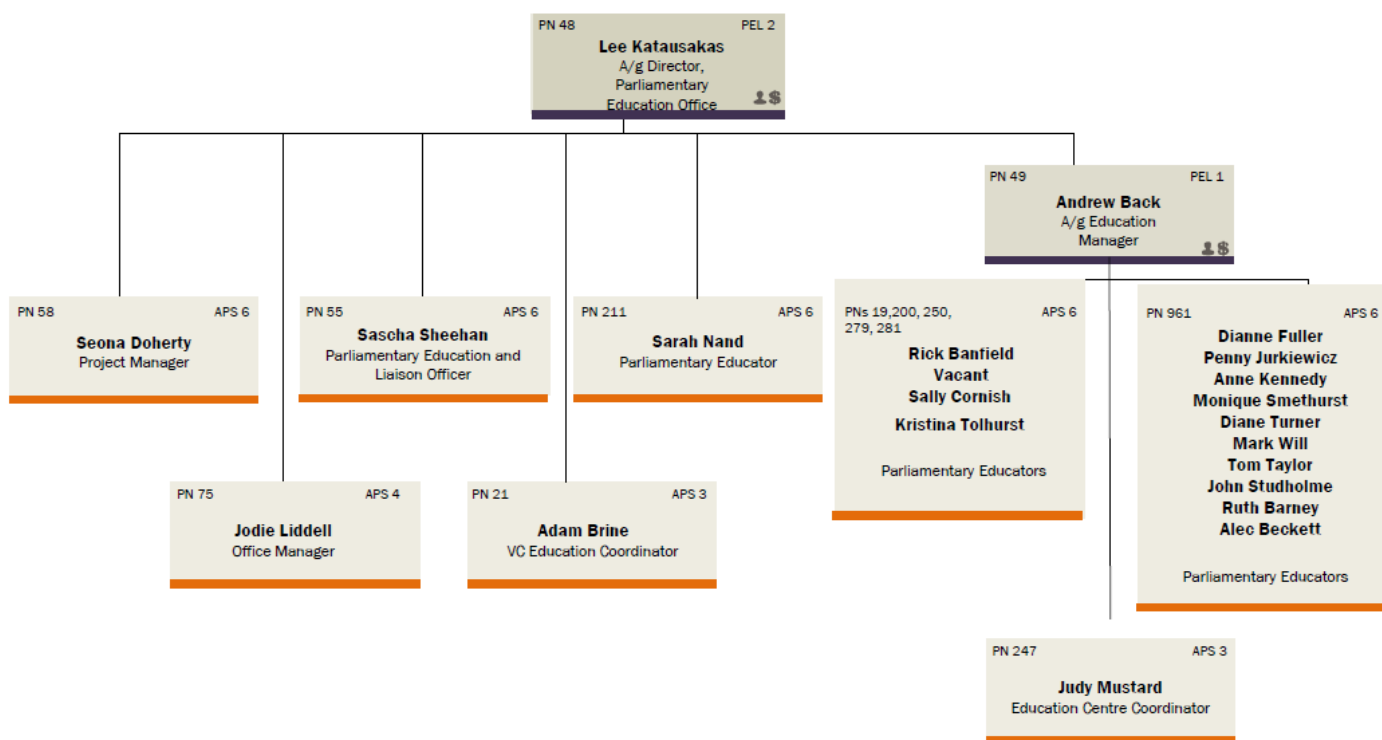 PN 48 PEL 2
Lee Katausakas
A/g Director,
Parliamentary
Education Office
PN 49 PEL 1
Andrew Back
A/g Education
Manager
PN 58 APS 6
Seona Doherty
Project Manager
PN 55 APS 6
Sascha Sheehan
Parliamentary Education and
Liaison Officer
PN 211 APS 6
Sarah Nand
Parliamentary Educator
PNs 19,200, 250, APS 6
279, 281
Rick Banfield
Vacant
Sally Cornish
Kristina Tolhurst
Parliamentary Educators
PN 961 APS 6
Dianne Fuller
Penny Jurkiewicz
Anne Kennedy
Monique Smethurst
Diane Turner
Mark Will
Tom Taylor
John Studholme
Ruth Barney
Alec Beckett
Parliamentary Educators
PN 75 APS 4
Jodie Liddell
Office Manager
PN 21 APS 3
Adam Brine
VC Education Coordinator
PN 247 APS 3
Judy Mustard
Education Centre Coordinator